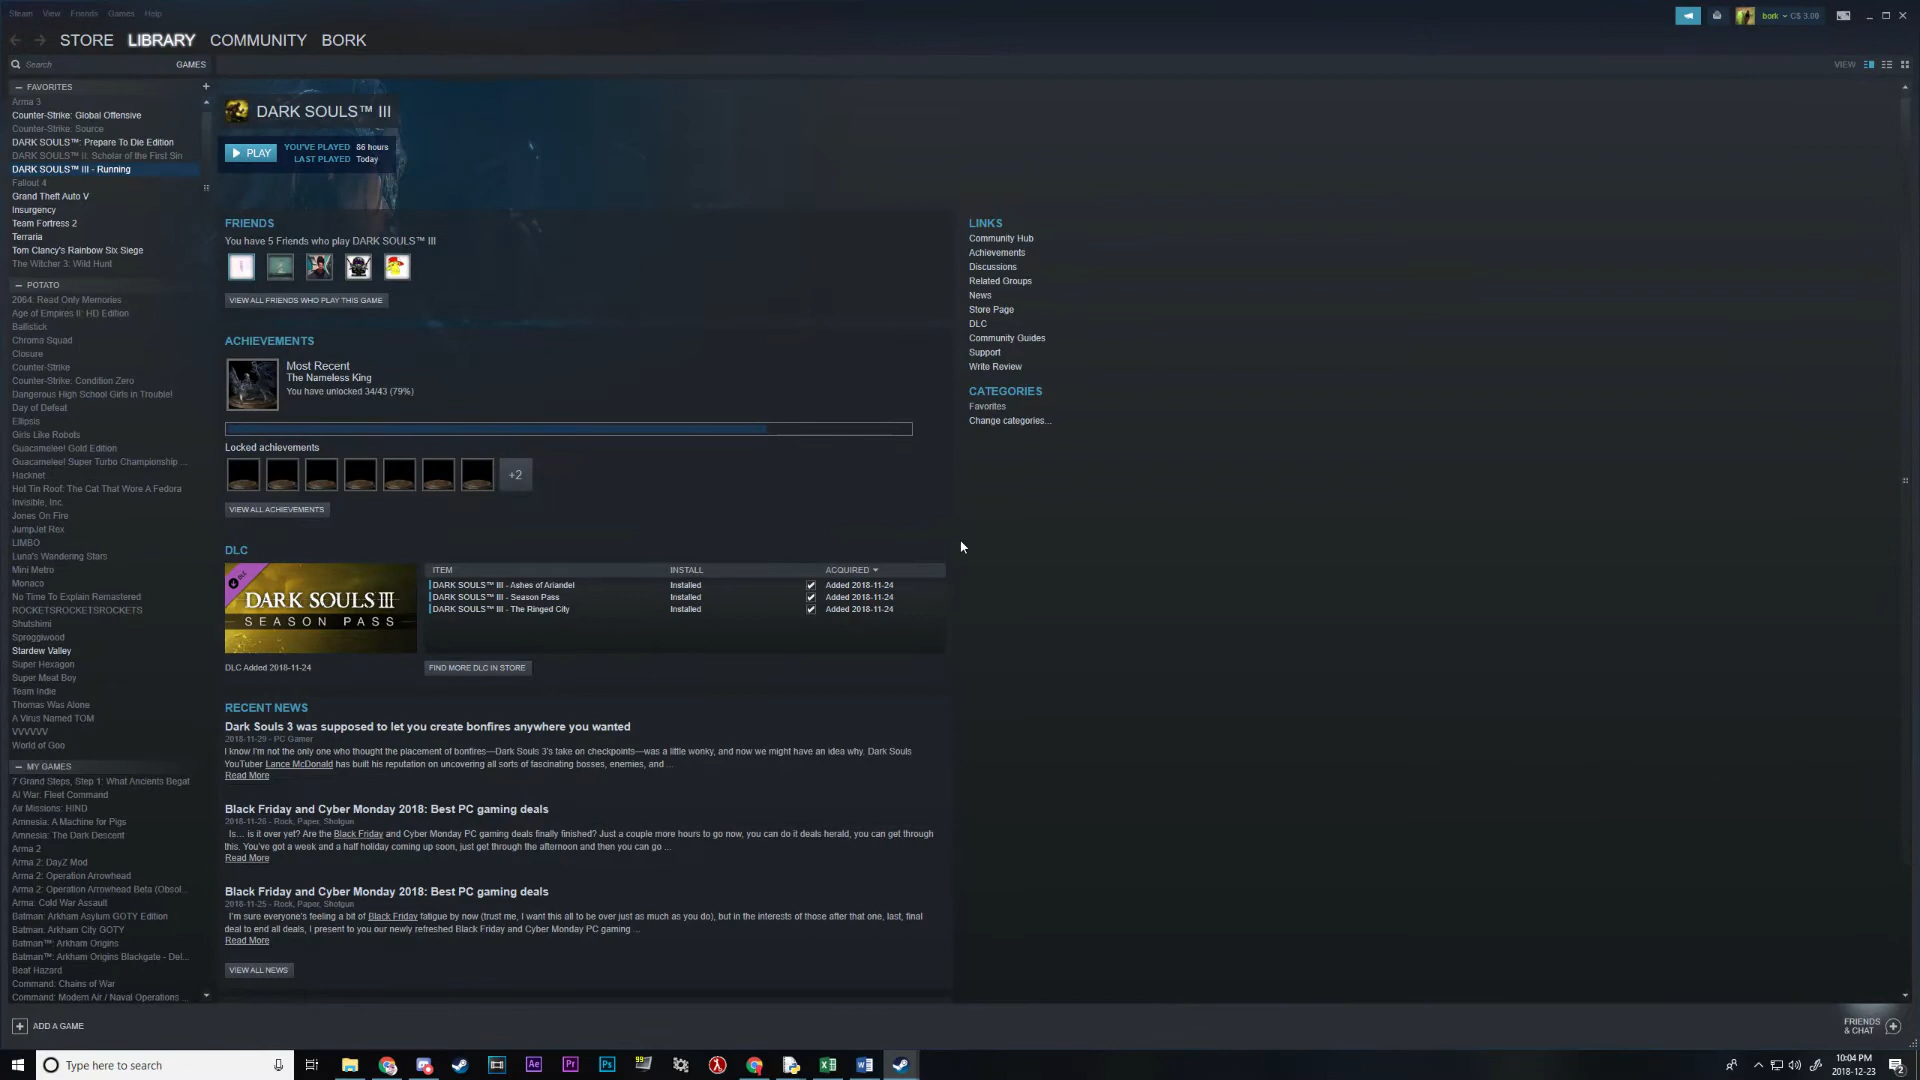 Steam View Friends Games Help
bork C$ 3.00
STORE LIBRARY COMMUNITY BORK
Search GAMES
VIEW
— FAVORITES +
Arma 3
Counter-Strike: Global Offensive
Counter-Strike: Source
DARK SOULS™: Prepare To Die Edition
DARK SOULS™ II: Scholar of the First Sin
DARK SOULS™ III - Running
Fallout 4
Grand Theft Auto V
Insurgency
Team Fortress 2
Terraria
Tom Clancy's Rainbow Six Siege
The Witcher 3: Wild Hunt
— POTATO
2064: Read Only Memories
Age of Empires II: HD Edition
Ballistick
Chroma Squad
Closure
Counter-Strike
Counter-Strike: Condition Zero
Dangerous High School Girls in Trouble!
Day of Defeat
Ellipsis
Girls Like Robots
Guacamelee! Gold Edition
Guacamelee! Super Turbo Championship ...
Hacknet
Hot Tin Roof: The Cat That Wore A Fedora
Invisible, Inc.
Jones On Fire
JumpJet Rex
LIMBO
Luna's Wandering Stars
Mini Metro
Monaco
No Time To Explain Remastered
ROCKETSROCKETSROCKETS
Shutshimi
Sproggiwood
Stardew Valley
Super Hexagon
Super Meat Boy
Team Indie
Thomas Was Alone
A Virus Named TOM
VVVVVV
World of Goo
— MY GAMES
7 Grand Steps, Step 1: What Ancients Begat
AI War: Fleet Command
Air Missions: HIND
Amnesia: A Machine for Pigs
Amnesia: The Dark Descent
Arma 2
Arma 2: DayZ Mod
Arma 2: Operation Arrowhead
Arma 2: Operation Arrowhead Beta (Obsol...
Arma: Cold War Assault
Batman: Arkham Asylum GOTY Edition
Batman: Arkham City GOTY
Batman™: Arkham Origins
Batman™: Arkham Origins Blackgate - Del...
Beat Hazard
Command: Chains of War
Command: Modern Air / Naval Operations ...
DARK SOULS™ III
PLAY
YOU'VE PLAYED 86 hours
LAST PLAYED Today
FRIENDS
You have 5 Friends who play DARK SOULS™ III
VIEW ALL FRIENDS WHO PLAY THIS GAME
ACHIEVEMENTS
Most Recent
The Nameless King
You have unlocked 34/43 (79%)
Locked achievements
+2
VIEW ALL ACHIEVEMENTS
DLC
DLC
DARK SOULS III
SEASON PASS
DLC Added 2018-11-24
ITEM INSTALL ACQUIRED
DARK SOULS™ III - Ashes of Ariandel Installed Added 2018-11-24
DARK SOULS™ III - Season Pass Installed Added 2018-11-24
DARK SOULS™ III - The Ringed City Installed Added 2018-11-24
FIND MORE DLC IN STORE
RECENT NEWS
Dark Souls 3 was supposed to let you create bonfires anywhere you wanted
2018-11-29 - PC Gamer
I know I'm not the only one who thought the placement of bonfires—Dark Souls 3's take on checkpoints—was a little wonky, and now we might have an idea why. Dark Souls
YouTuber Lance McDonald has built his reputation on uncovering all sorts of fascinating bosses, enemies, and ...
Read More
Black Friday and Cyber Monday 2018: Best PC gaming deals
2018-11-26 - Rock, Paper, Shotgun
Is... is it over yet? Are the Black Friday and Cyber Monday PC gaming deals finally finished? Just a couple more hours to go now, you can do it deals herald, you can get through
this. You've got a week and a half holiday coming up soon, just get through the afternoon and then you can go ...
Read More
Black Friday and Cyber Monday 2018: Best PC gaming deals
2018-11-25 - Rock, Paper, Shotgun
I'm sure everyone's feeling a bit of Black Friday fatigue by now (trust me, I want this all to be over just as much as you do), but in the interests of those after that one, last, final
deal to end all deals, I present to you our newly refreshed Black Friday and Cyber Monday PC gaming ...
Read More
VIEW ALL NEWS
LINKS
Community Hub
Achievements
Discussions
Related Groups
News
Store Page
DLC
Community Guides
Support
Write Review
CATEGORIES
Favorites
Change categories...
+ ADD A GAME
FRIENDS
& CHAT +
Type here to search
Ae Pr Ps 99
10:04 PM
2018-12-23
2